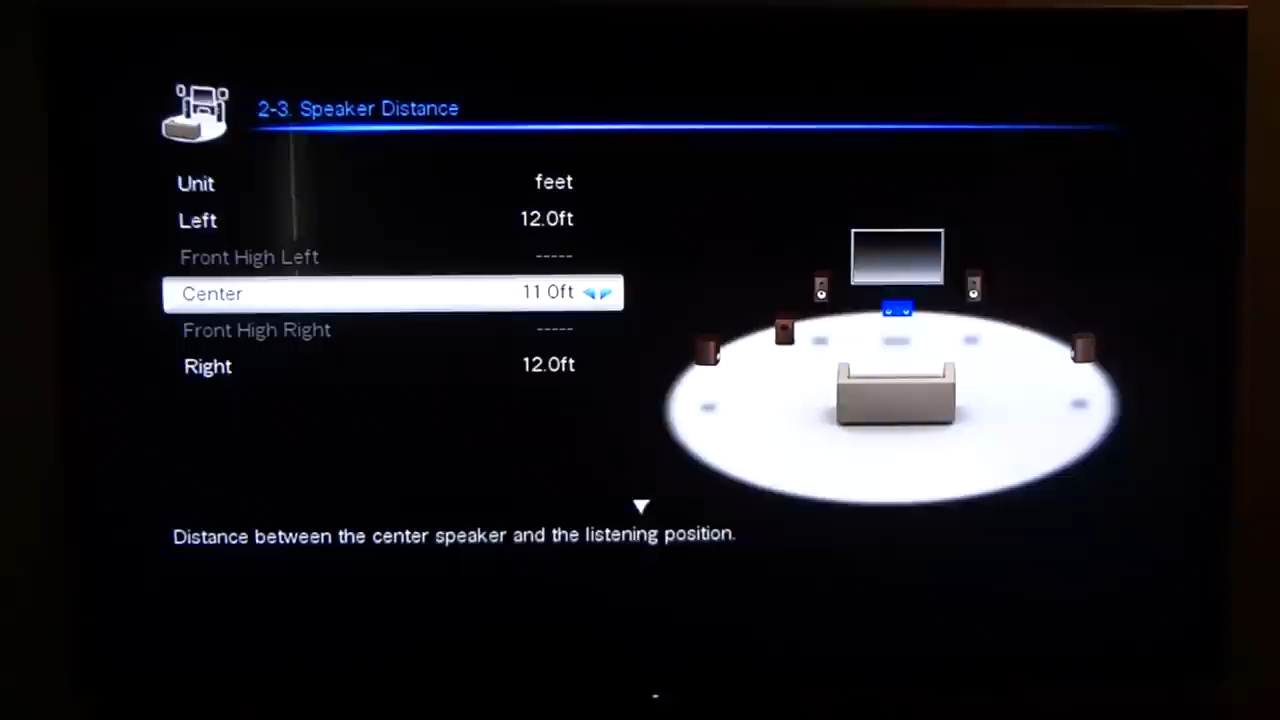 2-3. Speaker Distance
Unit feet
Left 12.0ft
Front High Left -----
Center 11.0ft
Front High Right -----
Right 12.0ft
Distance between the center speaker and the listening position.